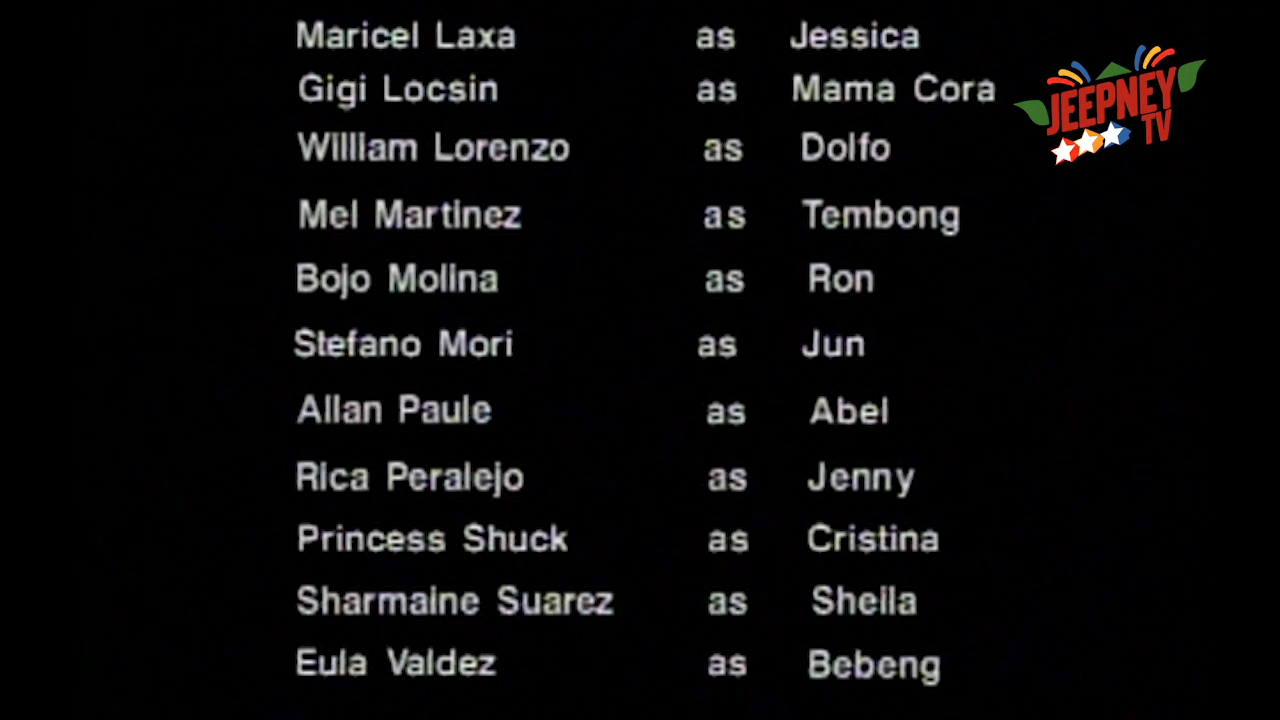 Maricel Laxa as Jessica
Gigi Locsin as Mama Cora
William Lorenzo as Dolfo
Mel Martinez as Tembong
Bojo Molina as Ron
Stefano Mori as Jun
Allan Paule as Abel
Rica Peralejo as Jenny
Princess Shuck as Cristina
Sharmaine Suarez as Sheila
Eula Valdez as Bebeng
JEEPNEY
TV